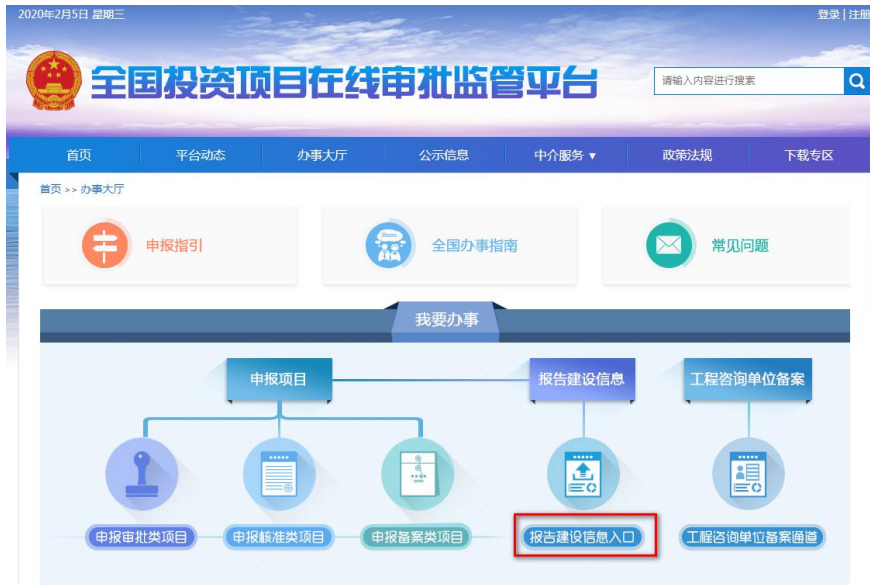 2020年2月5日 星期三
登录 | 注册
全国投资项目在线审批监管平台
请输入内容进行搜索
首页 平台动态 办事大厅 公示信息 中介服务 ▼ 政策法规 下载专区
首页 >> 办事大厅
申报指引 全国办事指南 常见问题
我要办事
申报项目 报告建设信息 工程咨询单位备案
申报审批类项目 申报核准类项目 申报备案类项目 报告建设信息入口 工程咨询单位备案通道